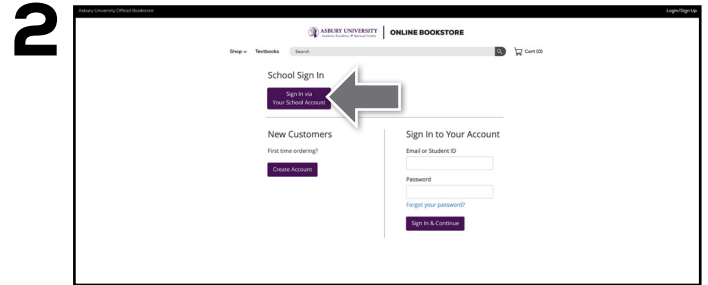 2
Asbury University Official Bookstore
Login/Sign Up
ASBURY UNIVERSITY
ONLINE BOOKSTORE
Shop
Textbooks
Search
Cart (0)
School Sign In
Sign In via
Your School Account
New Customers
First time ordering?
Create Account
Sign In to Your Account
Email or Student ID
Password
Forgot your password?
Sign In & Continue